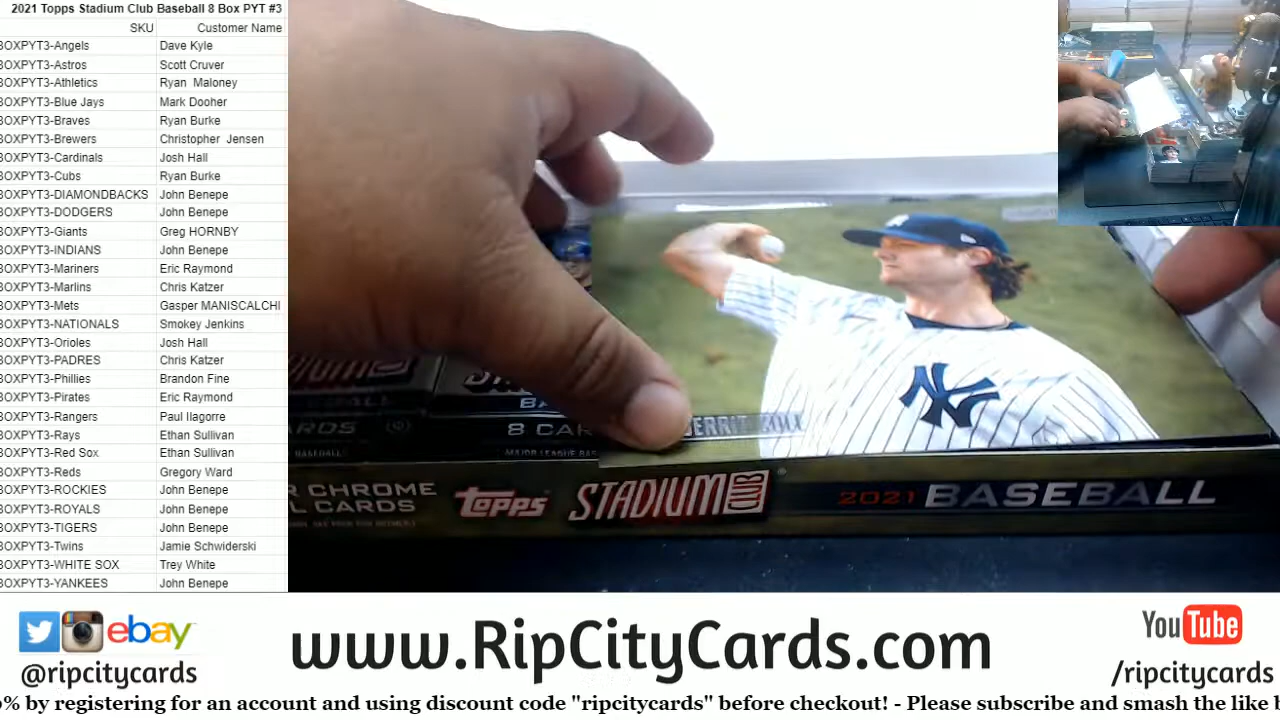 2021 Topps Stadium Club Baseball 8 Box PYT #3
SKU Customer Name
BOXPYT3-Angels Dave Kyle
BOXPYT3-Astros Scott Cruver
BOXPYT3-Athletics Ryan Maloney
BOXPYT3-Blue Jays Mark Dooher
BOXPYT3-Braves Ryan Burke
BOXPYT3-Brewers Christopher Jensen
BOXPYT3-Cardinals Josh Hall
BOXPYT3-Cubs Ryan Burke
BOXPYT3-DIAMONDBACKS John Benepe
BOXPYT3-DODGERS John Benepe
BOXPYT3-Giants Greg HORNBY
BOXPYT3-INDIANS John Benepe
BOXPYT3-Mariners Eric Raymond
BOXPYT3-Marlins Chris Katzer
BOXPYT3-Mets Gasper MANISCALCHI
BOXPYT3-NATIONALS Smokey Jenkins
BOXPYT3-Orioles Josh Hall
BOXPYT3-PADRES Chris Katzer
BOXPYT3-Phillies Brandon Fine
BOXPYT3-Pirates Eric Raymond
BOXPYT3-Rangers Paul Ilagorre
BOXPYT3-Rays Ethan Sullivan
BOXPYT3-Red Sox Ethan Sullivan
BOXPYT3-Reds Gregory Ward
BOXPYT3-ROCKIES John Benepe
BOXPYT3-ROYALS John Benepe
BOXPYT3-TIGERS John Benepe
BOXPYT3-Twins Jamie Schwiderski
BOXPYT3-WHITE SOX Trey White
BOXPYT3-YANKEES John Benepe
NY
8 CAR
MAJOR LEAGUE BAS
CHROME
CARDS
topps STADIUM CLUB 2021 BASEBALL
ebay
@ripcitycards
www.RipCityCards.com
YouTube
/ripcitycards
% by registering for an account and using discount code "ripcitycards" before checkout! - Please subscribe and smash the like b